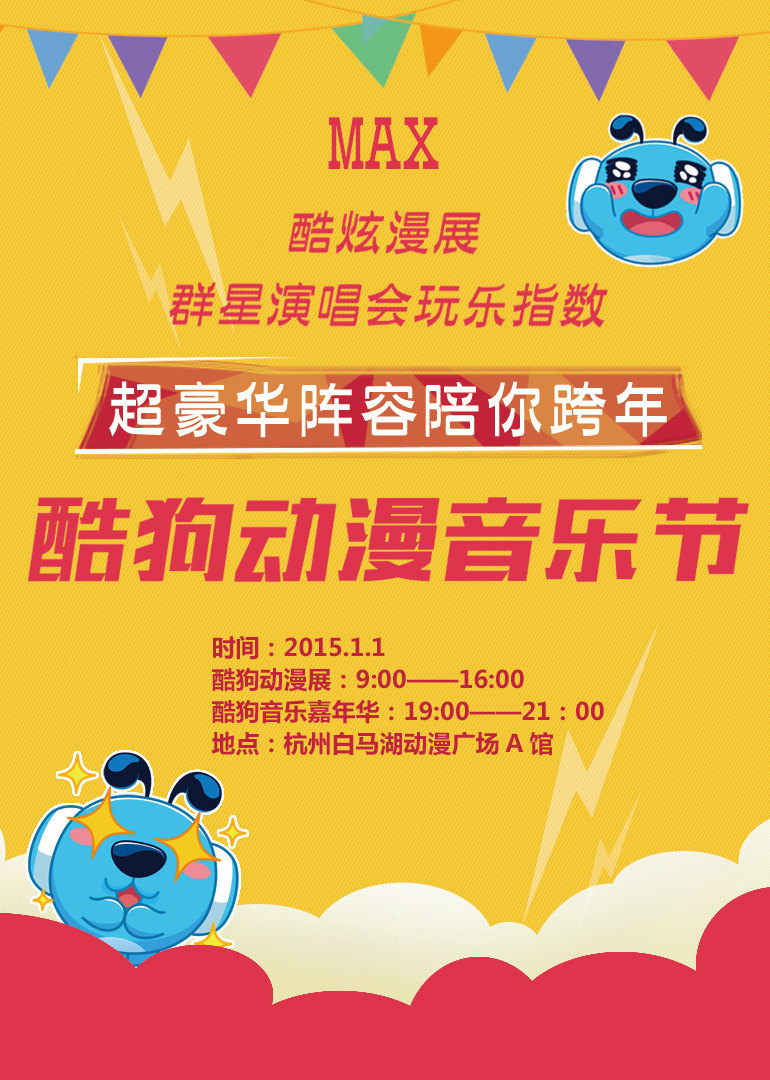 MAX
酷炫漫展
群星演唱会玩乐指数
超豪华阵容陪你跨年
酷狗动漫音乐节
时间：2015.1.1
酷狗动漫展：9:00——16:00
酷狗音乐嘉年华：19:00——21：00
地点：杭州白马湖动漫广场 A 馆